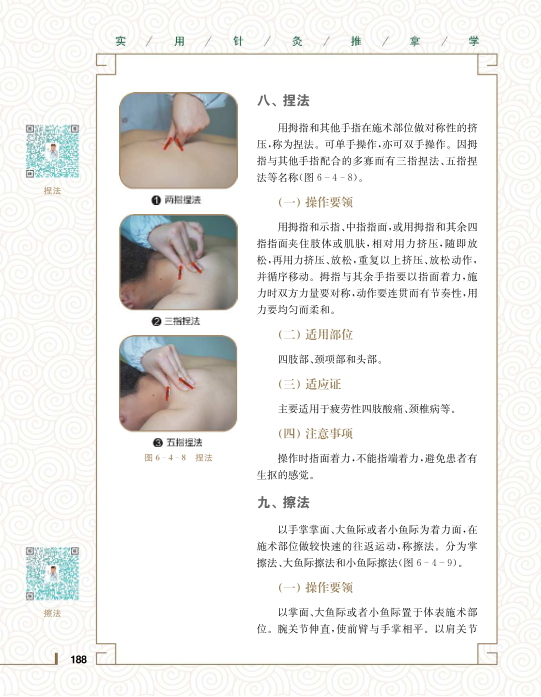 实 / 用 / 针 / 灸 / 推 / 拿 / 学
捏法
❶ 两指捏法
❷ 三指捏法
❸ 五指捏法
图 6-4-8 捏法
八、捏法
用拇指和其他手指在施术部位做对称性的挤
压,称为捏法。可单手操作,亦可双手操作。因拇
指与其他手指配合的多寡而有三指捏法、五指捏
法等名称(图 6-4-8)。
(一) 操作要领
用拇指和示指、中指指面,或用拇指和其余四
指指面夹住肢体或肌肤,相对用力挤压,随即放
松,再用力挤压、放松,重复以上挤压、放松动作,
并循序移动。拇指与其余手指要以指面着力,施
力时双方力量要对称,动作要连贯而有节奏性,用
力要均匀而柔和。
(二) 适用部位
四肢部、颈项部和头部。
(三) 适应证
主要适用于疲劳性四肢酸痛、颈椎病等。
(四) 注意事项
操作时指面着力,不能指端着力,避免患者有
生抠的感觉。
九、擦法
以手掌掌面、大鱼际或者小鱼际为着力面,在
施术部位做较快速的往返运动,称擦法。分为掌
擦法、大鱼际擦法和小鱼际擦法(图 6-4-9)。
(一) 操作要领
以掌面、大鱼际或者小鱼际置于体表施术部
位。腕关节伸直,使前臂与手掌相平。以肩关节
擦法
188